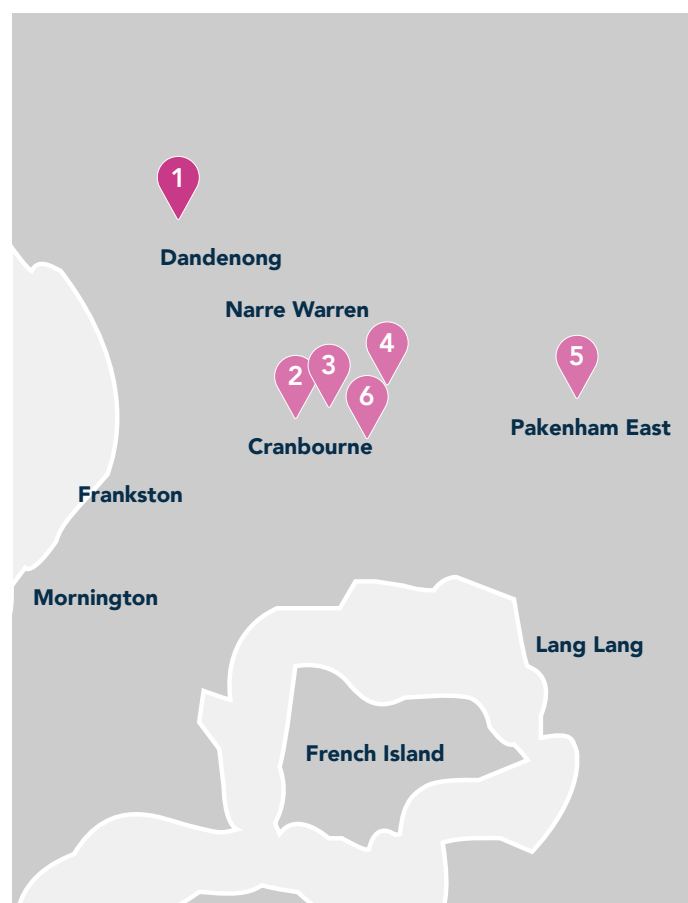 1
Dandenong
Narre Warren
4
3
2
5
6
Pakenham East
Cranbourne
Frankston
Mornington
Lang Lang
French Island